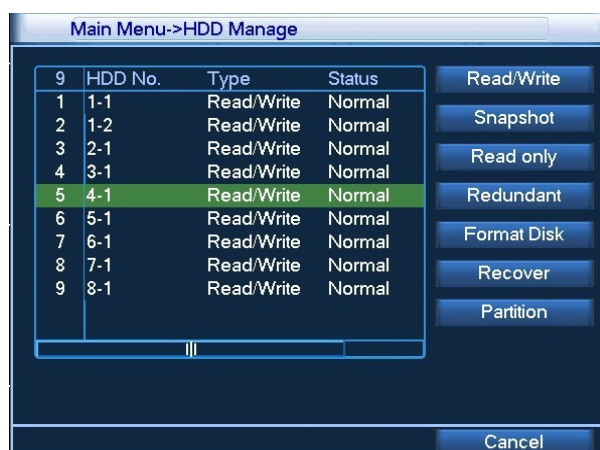 Main Menu->HDD Manage
9 HDD No. Type Status
1 1-1 Read/Write Normal
2 1-2 Read/Write Normal
3 2-1 Read/Write Normal
4 3-1 Read/Write Normal
5 4-1 Read/Write Normal
6 5-1 Read/Write Normal
7 6-1 Read/Write Normal
8 7-1 Read/Write Normal
9 8-1 Read/Write Normal
Read/Write
Snapshot
Read only
Redundant
Format Disk
Recover
Partition
Cancel